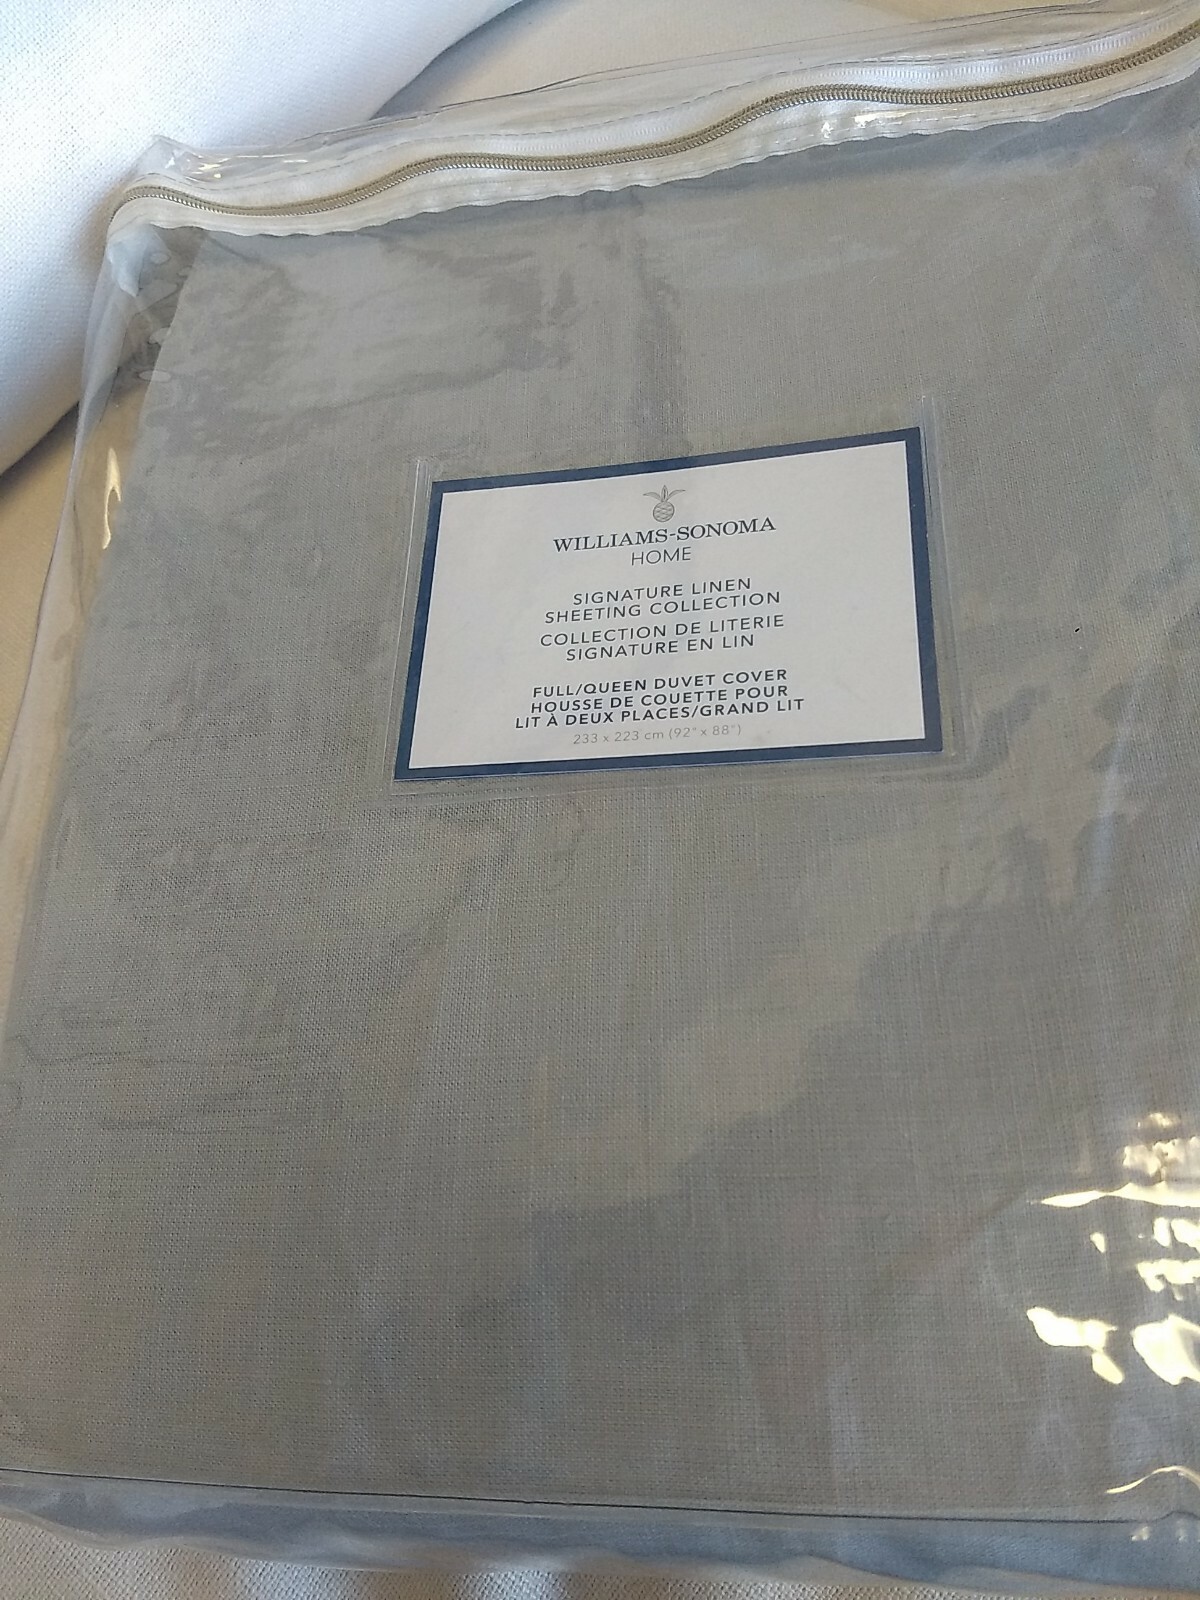 WILLIAMS-SONOMA
HOME
SIGNATURE LINEN
SHEETING COLLECTION
COLLECTION DE LITERIE
SIGNATURE EN LIN
FULL/QUEEN DUVET COVER
HOUSSE DE COUETTE POUR
LIT À DEUX PLACES/GRAND LIT
233 x 223 cm (92" x 88")